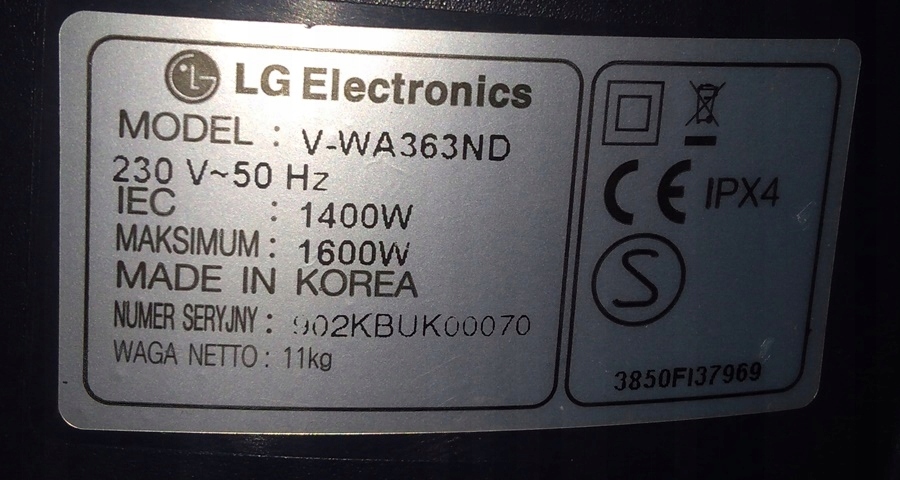 LG Electronics
MODEL : V-WA363ND
230 V~50 Hz
IEC : 1400W
MAKSIMUM : 1600W
MADE IN KOREA
NUMER SERYJNY : 902KBUK00070
WAGA NETTO : 11kg
CE IPX4
S
3850FI37969